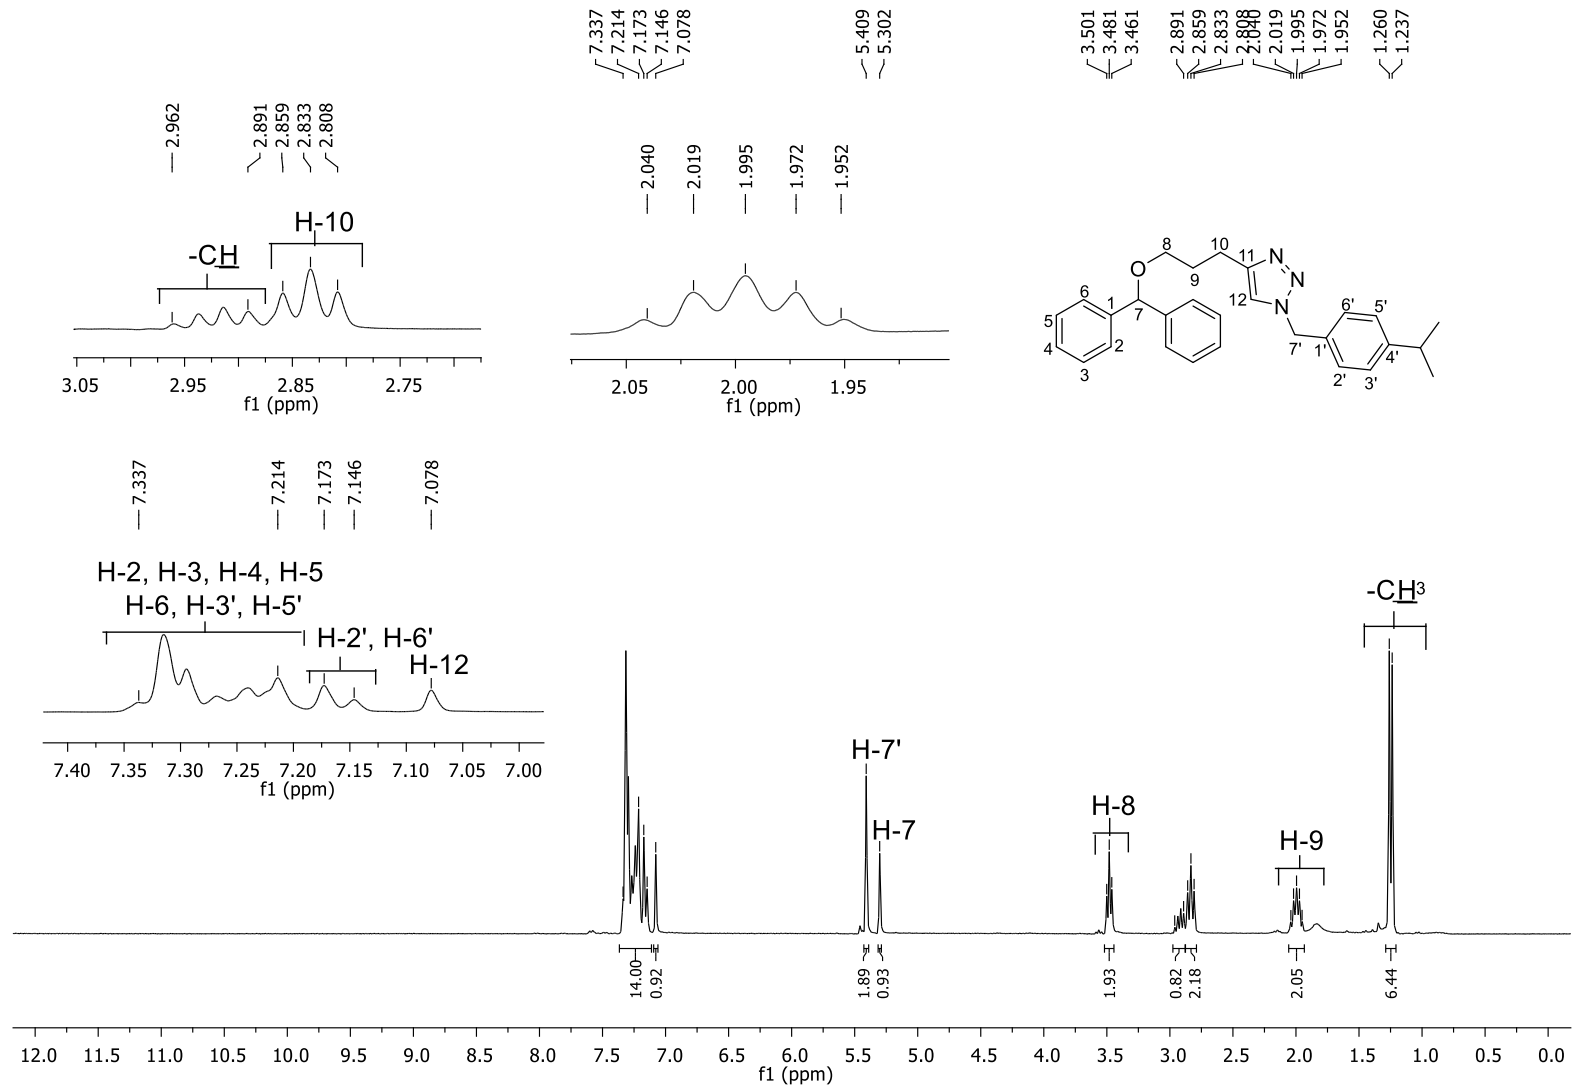 7.337
7.214
7.173
7.146
7.078
5.409
5.302
3.501
3.481
3.461
2.891
2.859
2.833
2.808
2.040
2.019
1.995
1.972
1.952
1.260
1.237
2.962
2.891
2.859
2.833
2.808
-CH
H-10
3.05 2.95 2.85 2.75
f1 (ppm)
2.040
2.019
1.995
1.972
1.952
2.05 2.00 1.95
f1 (ppm)
8 10
O 9 11 N
N
12 N
6 1 7
5 2
4
3
7' 1' 6' 5'
2' 3' 4'
7.337
7.214
7.173
7.146
7.078
H-2, H-3, H-4, H-5
H-6, H-3', H-5'
H-2', H-6'
H-12
7.40 7.35 7.30 7.25 7.20 7.15 7.10 7.05 7.00
f1 (ppm)
H-7'
H-7
H-8
H-9
-CH3
14.00
0.92
1.89
0.93
1.93
0.82
2.18
2.05
6.44
12.0 11.5 11.0 10.5 10.0 9.5 9.0 8.5 8.0 7.5 7.0 6.5 6.0 5.5 5.0 4.5 4.0 3.5 3.0 2.5 2.0 1.5 1.0 0.5 0.0
f1 (ppm)